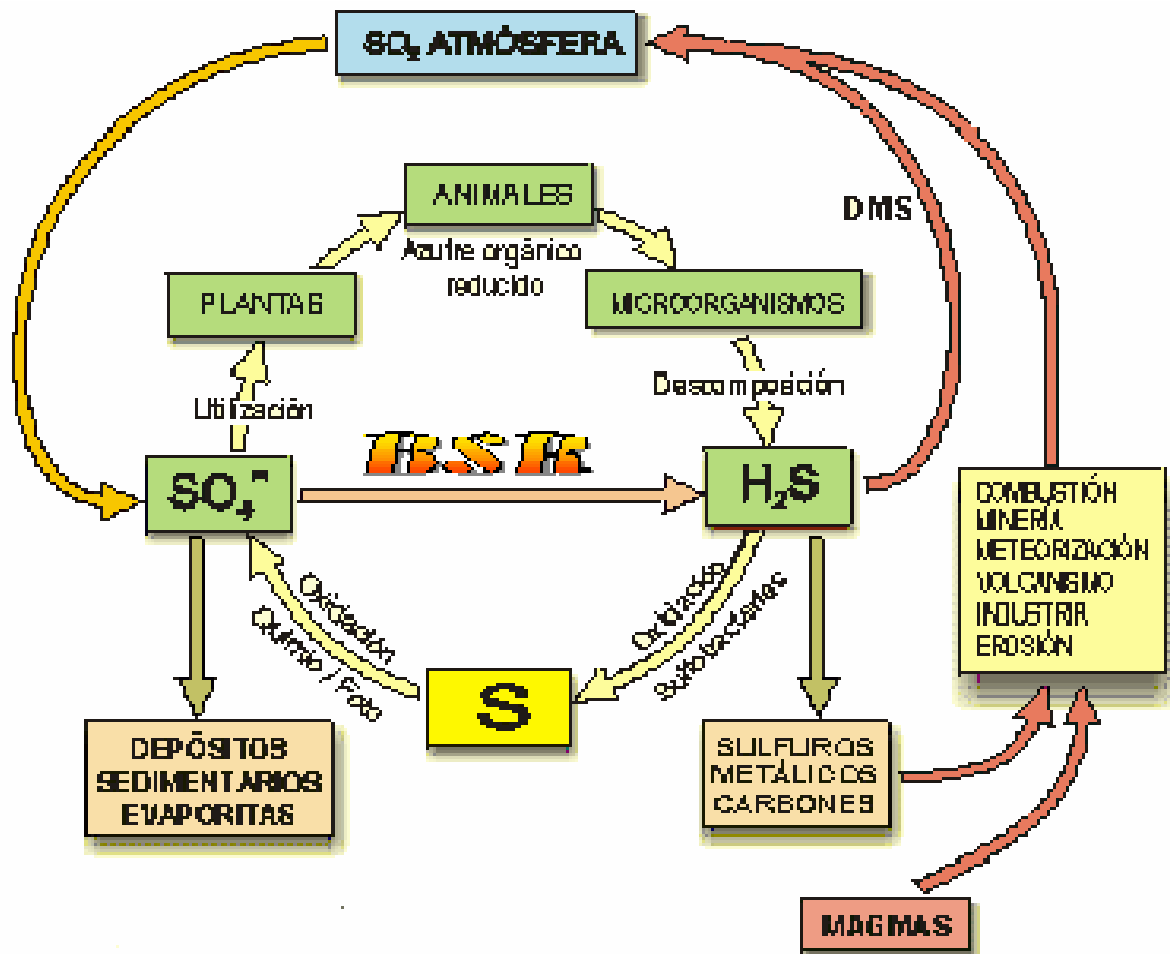 SO₂ ATMÓSFERA
ANIMALES
DMS
Azufre orgánico
reducido
PLANTAS
MICROORGANISMOS
Descomposición
Utilización
BSR
SO₄⁼
H₂S
COMBUSTIÓN
MINERÍA
METEORIZACIÓN
VOLCANISMO
INDUSTRIA
EROSIÓN
Oxidación
Quimio / Foto
Oxidación
Sulfobacterias
S
DEPÓSITOS
SEDIMENTARIOS
EVAPORITAS
SULFUROS
METÁLICOS
CARBONES
MAGMAS